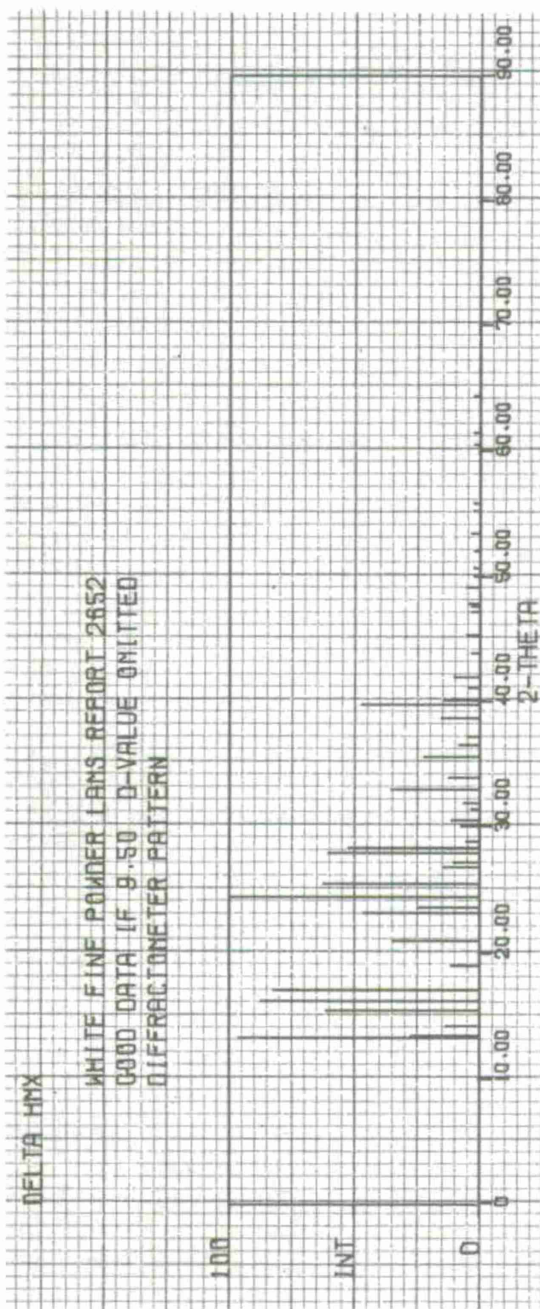 DELTA HMX
WHITE FINE POWDER LAMS REPORT 2652
GOOD DATA IF 9.50 D-VALUE OMITTED
DIFFRACTOMETER PATTERN
100
INT
0
0 10.00 20.00 30.00 40.00 50.00 60.00 70.00 80.00 90.00
2-THETA